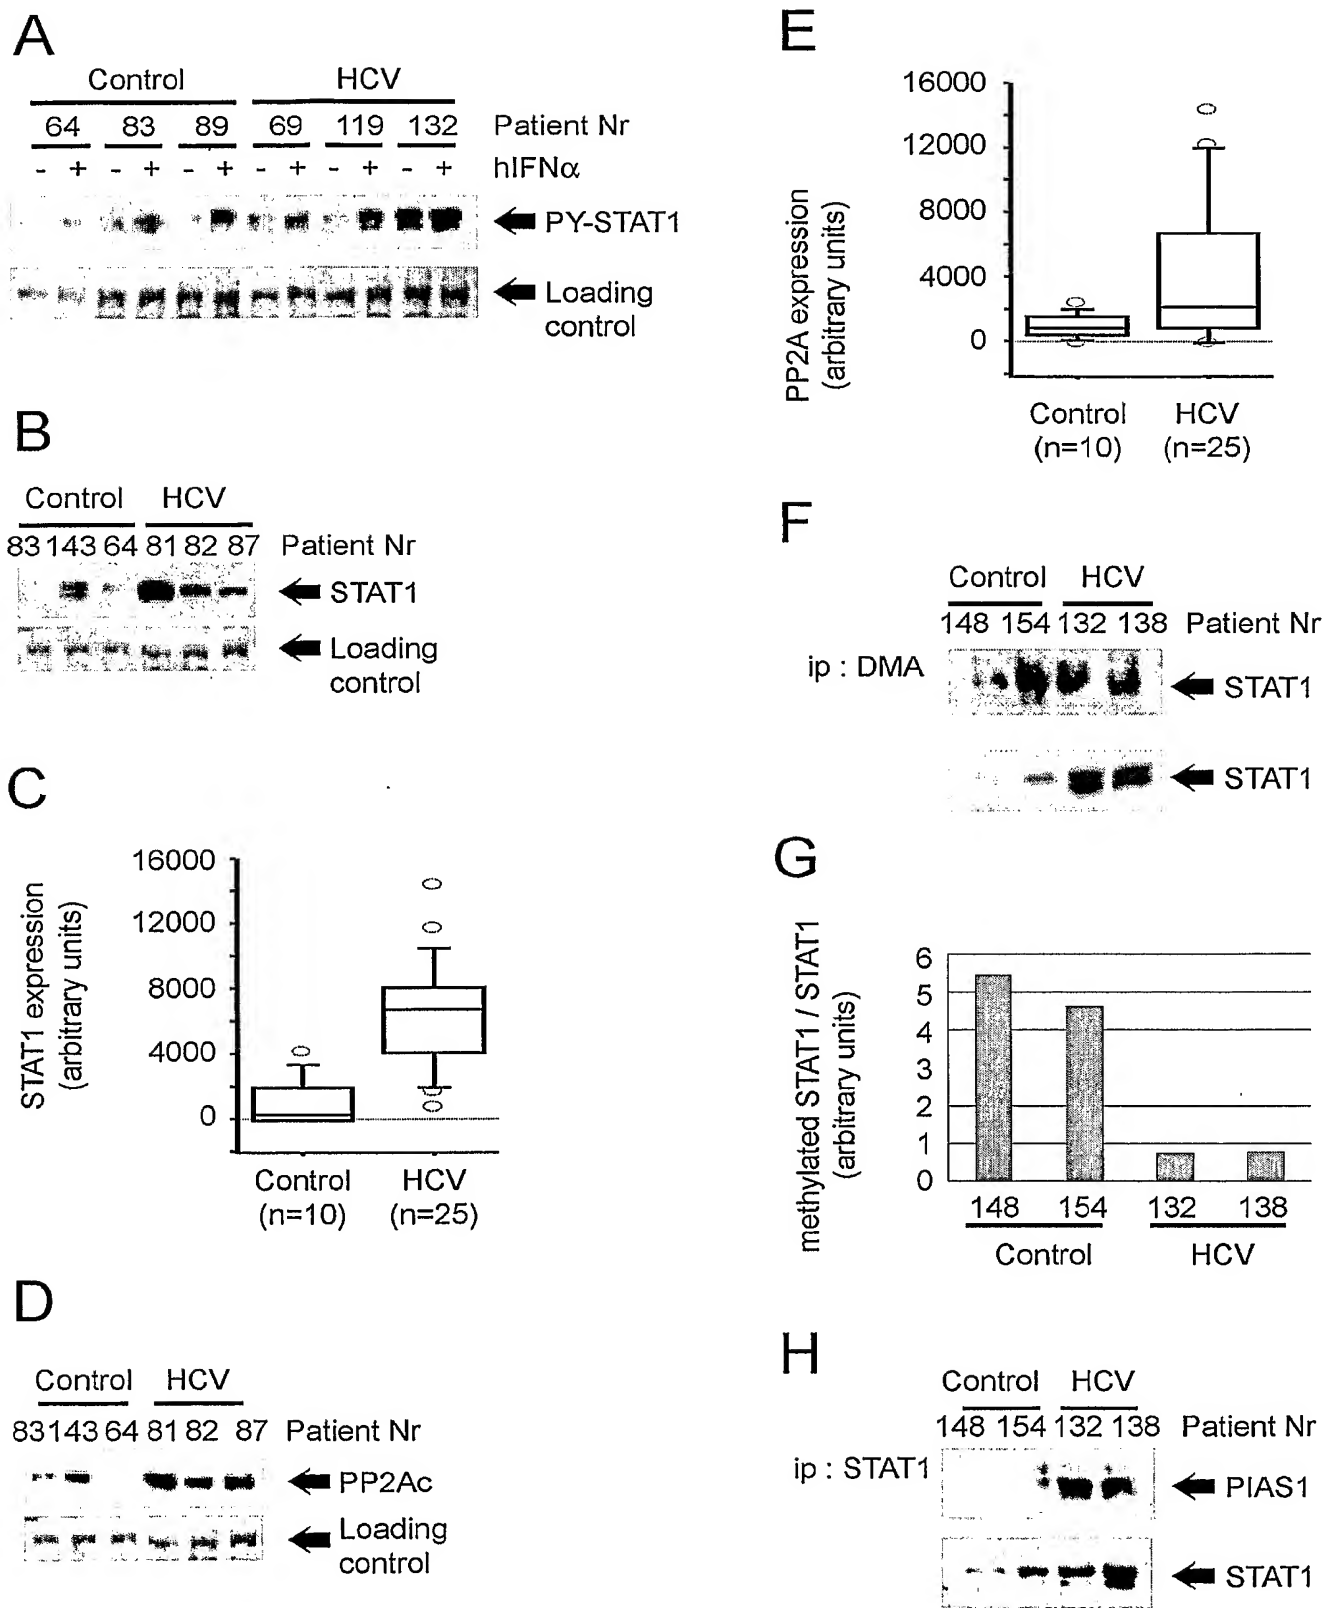 A
Control HCV
64 83 89 69 119 132 Patient Nr
- + - + - + - + - + - + hIFNα
PY-STAT1
Loading
control
B
Control HCV
83 143 64 81 82 87 Patient Nr
STAT1
Loading
control
C
STAT1 expression
(arbitrary units)
16000
12000
8000
4000
0
Control HCV
(n=10) (n=25)
D
Control HCV
83 143 64 81 82 87 Patient Nr
PP2Ac
Loading
control
E
PP2A expression
(arbitrary units)
16000
12000
8000
4000
0
Control HCV
(n=10) (n=25)
F
Control HCV
148 154 132 138 Patient Nr
ip : DMA
STAT1
STAT1
G
methylated STAT1 / STAT1
(arbitrary units)
6
5
4
3
2
1
0
148 154 132 138
Control HCV
H
Control HCV
148 154 132 138 Patient Nr
ip : STAT1
PIAS1
STAT1